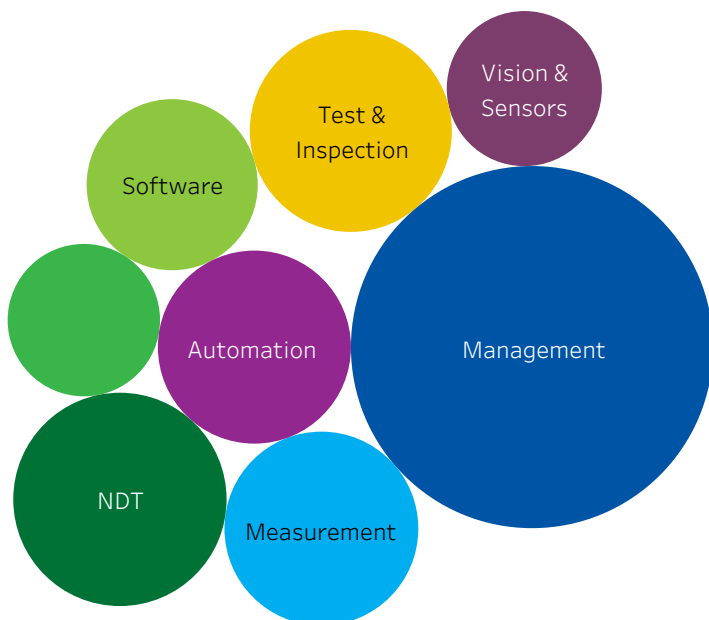 Vision &
Sensors
Test &
Inspection
Software
Automation
Management
NDT
Measurement